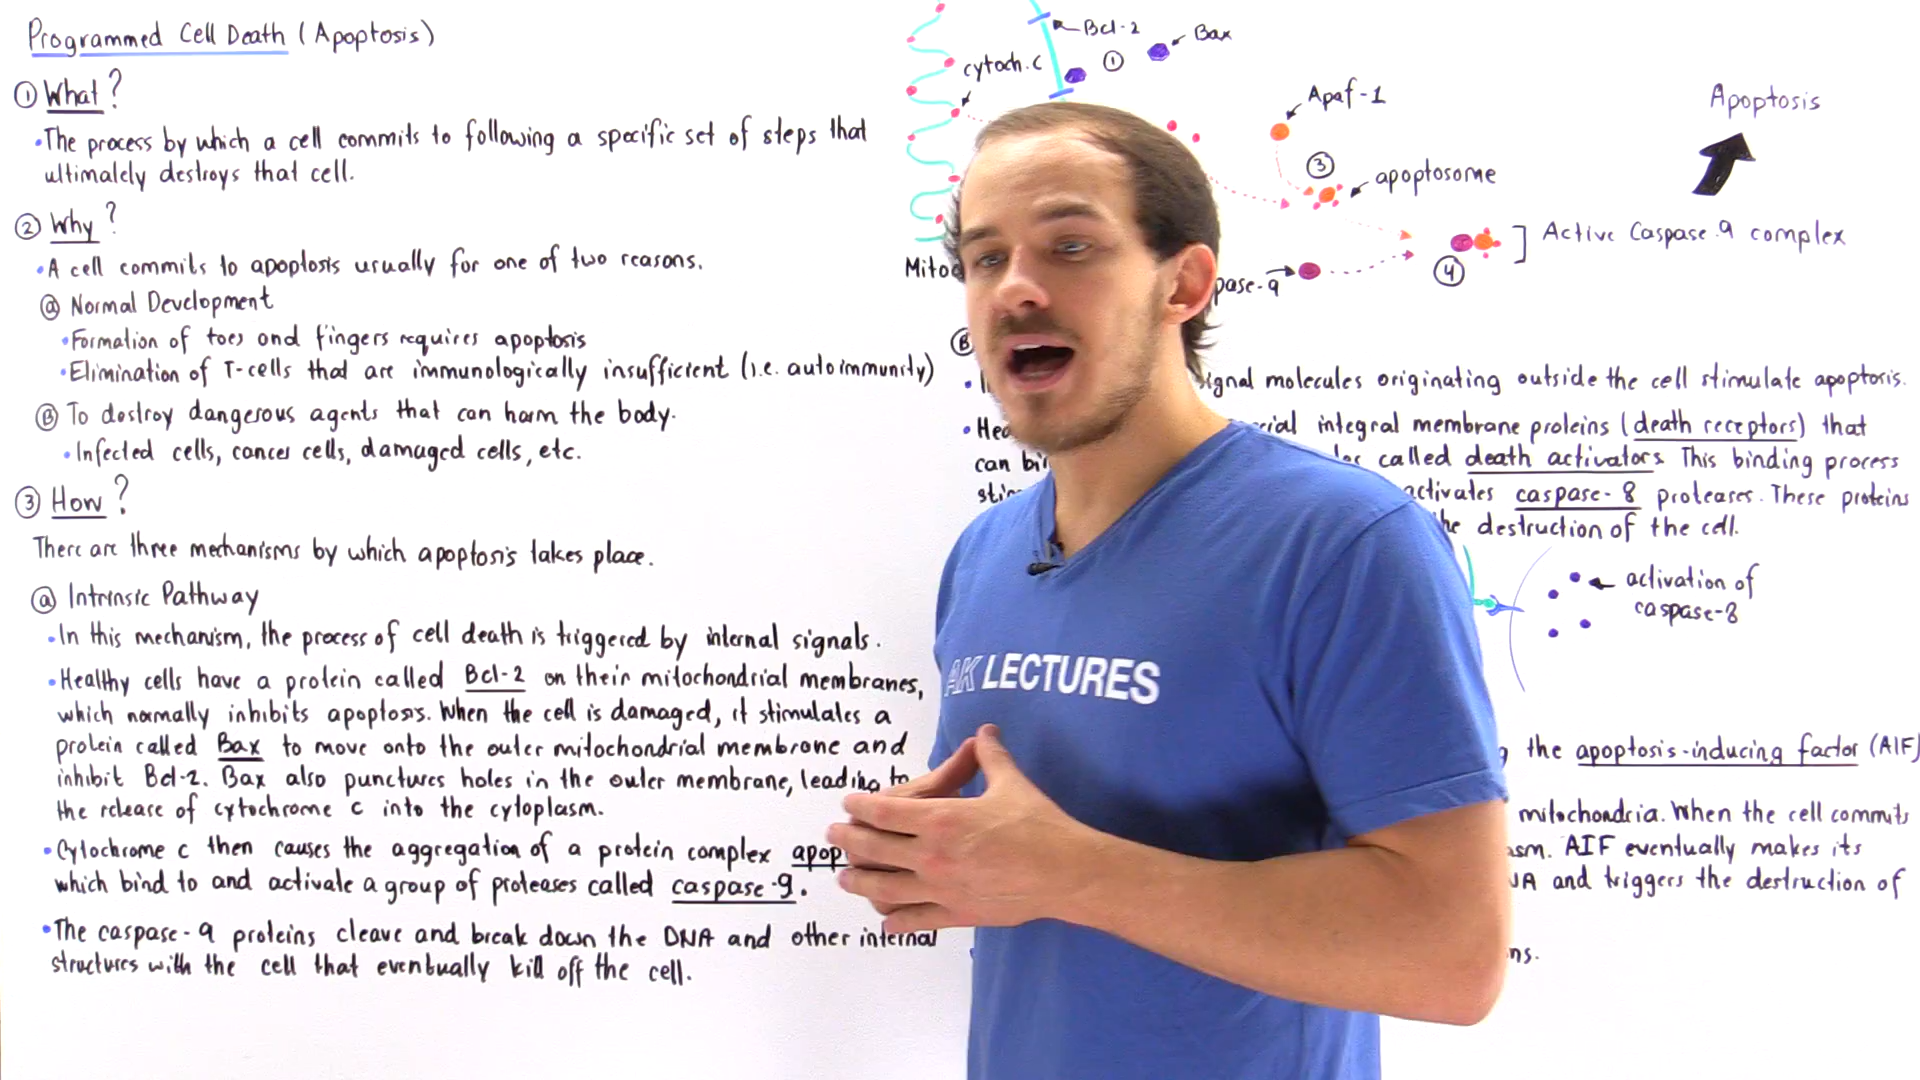 Programmed Cell Death (Apoptosis)
① What?
•The process by which a cell commits to following a specific set of steps that
ultimately destroys that cell.
② Why?
•A cell commits to apoptosis usually for one of two reasons.
ⓐ Normal Development
•Formation of toes and fingers requires apoptosis
•Elimination of T-cells that are immunologically insufficient (i.e. autoimmunity)
Ⓑ To destroy dangerous agents that can harm the body.
•Infected cells, cancer cells, damaged cells, etc.
③ How?
There are three mechanisms by which apoptosis takes place.
ⓐ Intrinsic Pathway
•In this mechanism, the process of cell death is triggered by internal signals.
•Healthy cells have a protein called Bcl-2 on their mitochondrial membranes,
which normally inhibits apoptosis. When the cell is damaged, it stimulates a
protein called Bax to move onto the outer mitochondrial membrane and
inhibit Bcl-2. Bax also punctures holes in the outer membrane, leading to
the release of cytochrome c into the cytoplasm.
•Cytochrome c then causes the aggregation of a protein complex apop
which bind to and activate a group of proteases called caspase-9.
•The caspase-9 proteins cleave and break down the DNA and other internal
structures with the cell that eventually kill off the cell.
Bcl-2
Bax
①
cytoch.c
Apaf-1
③
apoptosome
Apoptosis
Active Caspase-9 complex
④
Mitoc
pase-9
Ⓑ
ignal molecules originating outside the cell stimulate apoptosis.
•Hea
cial integral membrane proteins (death receptors) that
can bi
called death activators. This binding process
activates caspase-8 proteases. These proteins
he destruction of the cell.
activation of
caspase-8
the apoptosis-inducing factor (AIF)
mitochondria. When the cell commits
asm. AIF eventually makes its
NA and triggers the destruction of
ns.
AK LECTURES